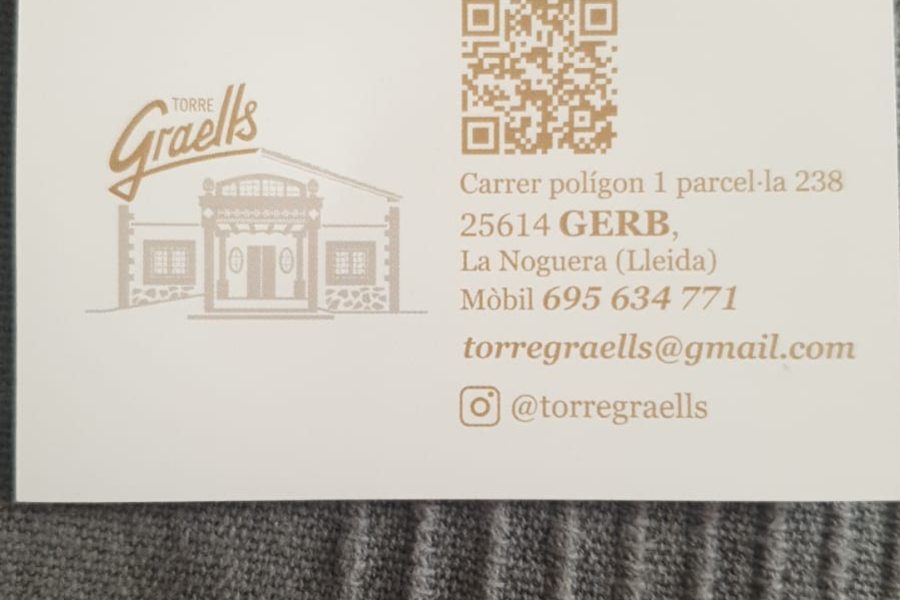 TORRE
Graells
Carrer polígon 1 parcel·la 238
25614 GERB,
La Noguera (Lleida)
Mòbil 695 634 771
torregraells@gmail.com
@torregraells